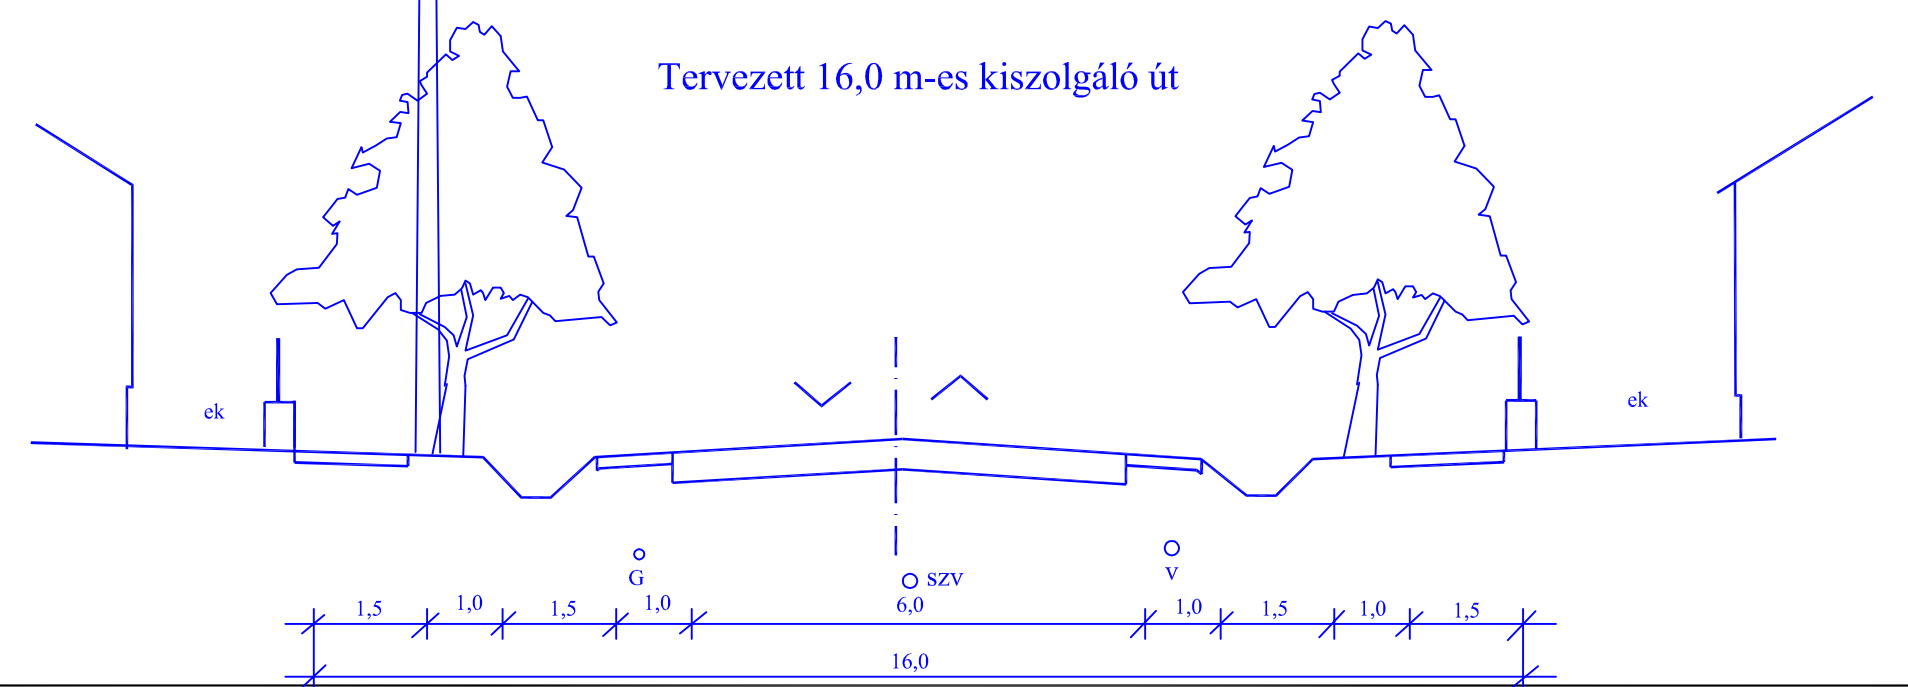 Tervezett 16,0 m-es kiszolgáló út
ek
ek
G
szv
v
1,5 1,0 1,5 1,0 6,0 1,0 1,5 1,0 1,5
16,0